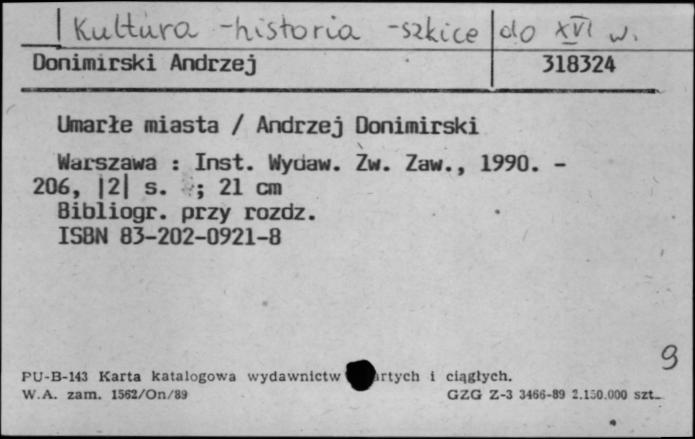 Kultura - historia - szkice do XVI w.
Donimirski Andrzej 318324
Umarłe miasta / Andrzej Donimirski
Warszawa : Inst. Wydaw. Zw. Zaw., 1990. -
206, |2| s. ; 21 cm
Bibliogr. przy rozdz.
ISBN 83-202-0921-8
9
PU-B-143 Karta katalogowa wydawnictw artych i ciągłych.
W.A. zam. 1562/On/89 GZG Z-3 3466-89 2.150.000 szt.